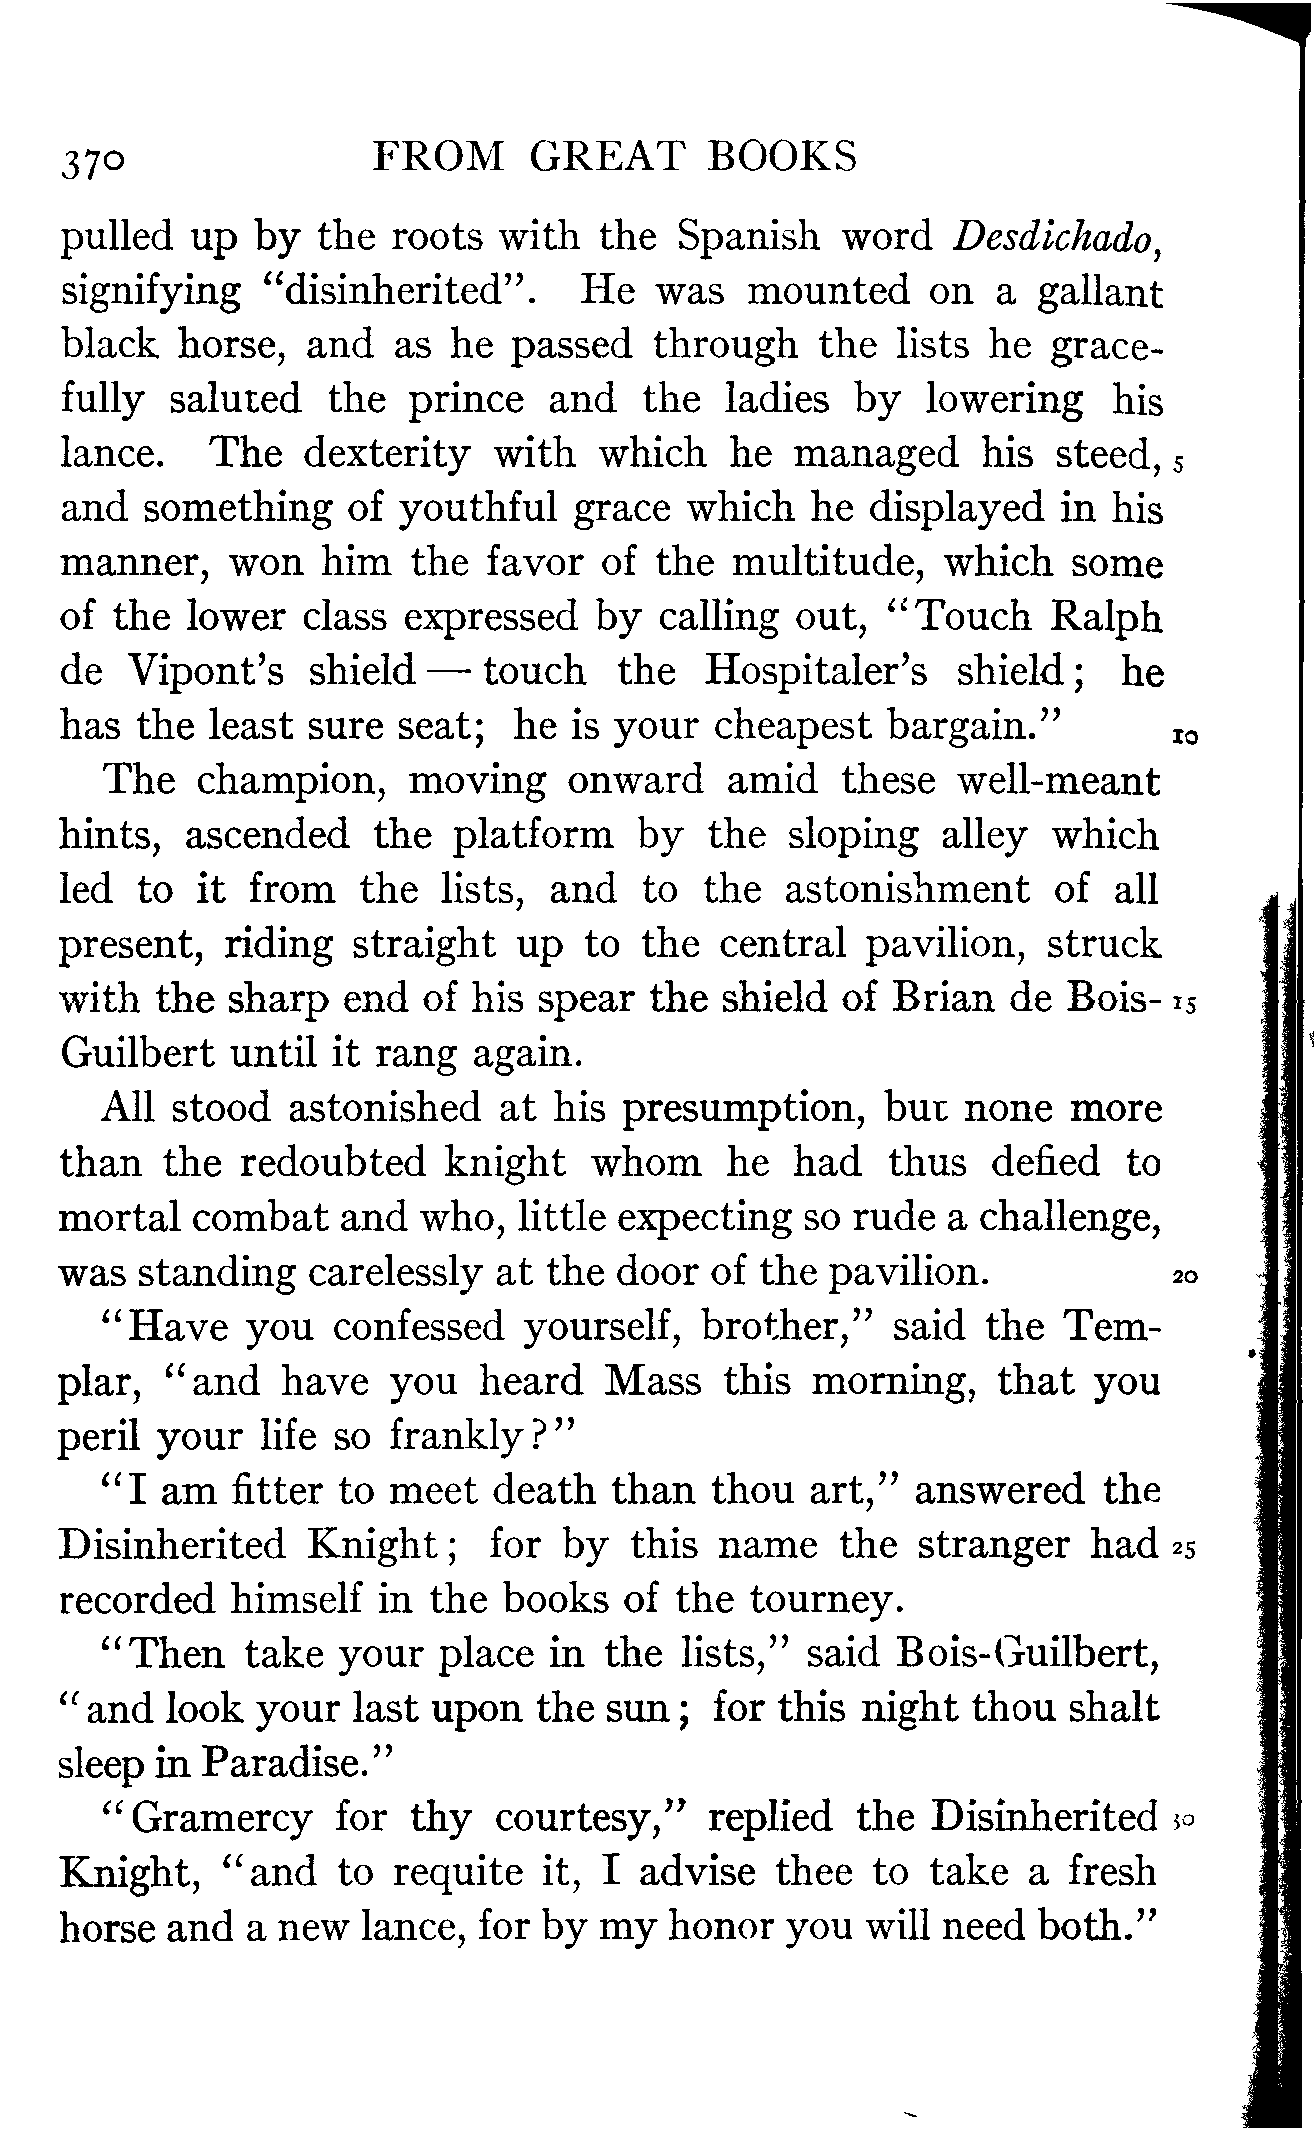 370 FROM GREAT BOOKS
pulled up by the roots with the Spanish word Desdichado,
signifying "disinherited". He was mounted on a gallant
black horse, and as he passed through the lists he grace-
fully saluted the prince and the ladies by lowering his
lance. The dexterity with which he managed his steed, 5
and something of youthful grace which he displayed in his
manner, won him the favor of the multitude, which some
of the lower class expressed by calling out, "Touch Ralph
de Vipont's shield — touch the Hospitaler's shield; he
has the least sure seat; he is your cheapest bargain." 10
The champion, moving onward amid these well-meant
hints, ascended the platform by the sloping alley which
led to it from the lists, and to the astonishment of all
present, riding straight up to the central pavilion, struck
with the sharp end of his spear the shield of Brian de Bois- 15
Guilbert until it rang again.
All stood astonished at his presumption, but none more
than the redoubted knight whom he had thus defied to
mortal combat and who, little expecting so rude a challenge,
was standing carelessly at the door of the pavilion. 20
"Have you confessed yourself, brother," said the Tem-
plar, "and have you heard Mass this morning, that you
peril your life so frankly?"
"I am fitter to meet death than thou art," answered the
Disinherited Knight; for by this name the stranger had 25
recorded himself in the books of the tourney.
"Then take your place in the lists," said Bois-Guilbert,
"and look your last upon the sun; for this night thou shalt
sleep in Paradise."
"Gramercy for thy courtesy," replied the Disinherited 30
Knight, "and to requite it, I advise thee to take a fresh
horse and a new lance, for by my honor you will need both."